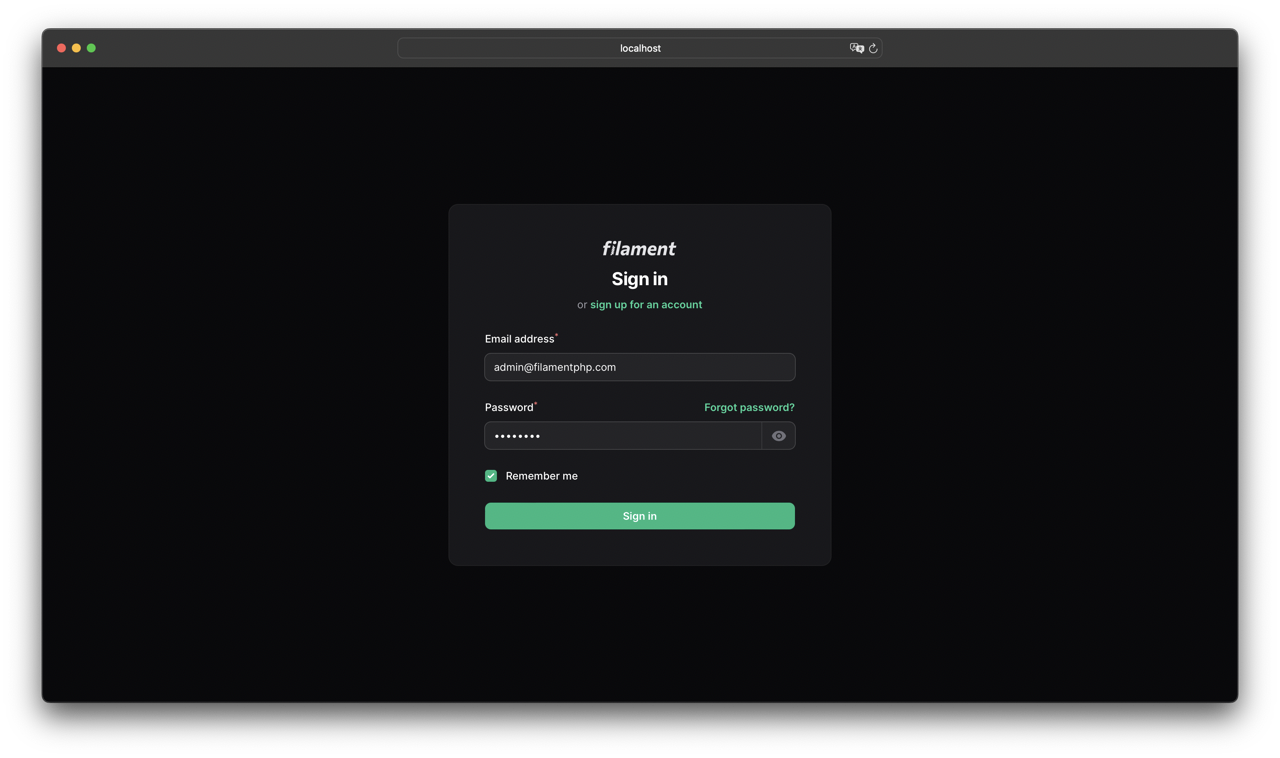 localhost
filament
Sign in
or sign up for an account
Email address*
admin@filamentphp.com
Password* Forgot password?
••••••••
Remember me
Sign in